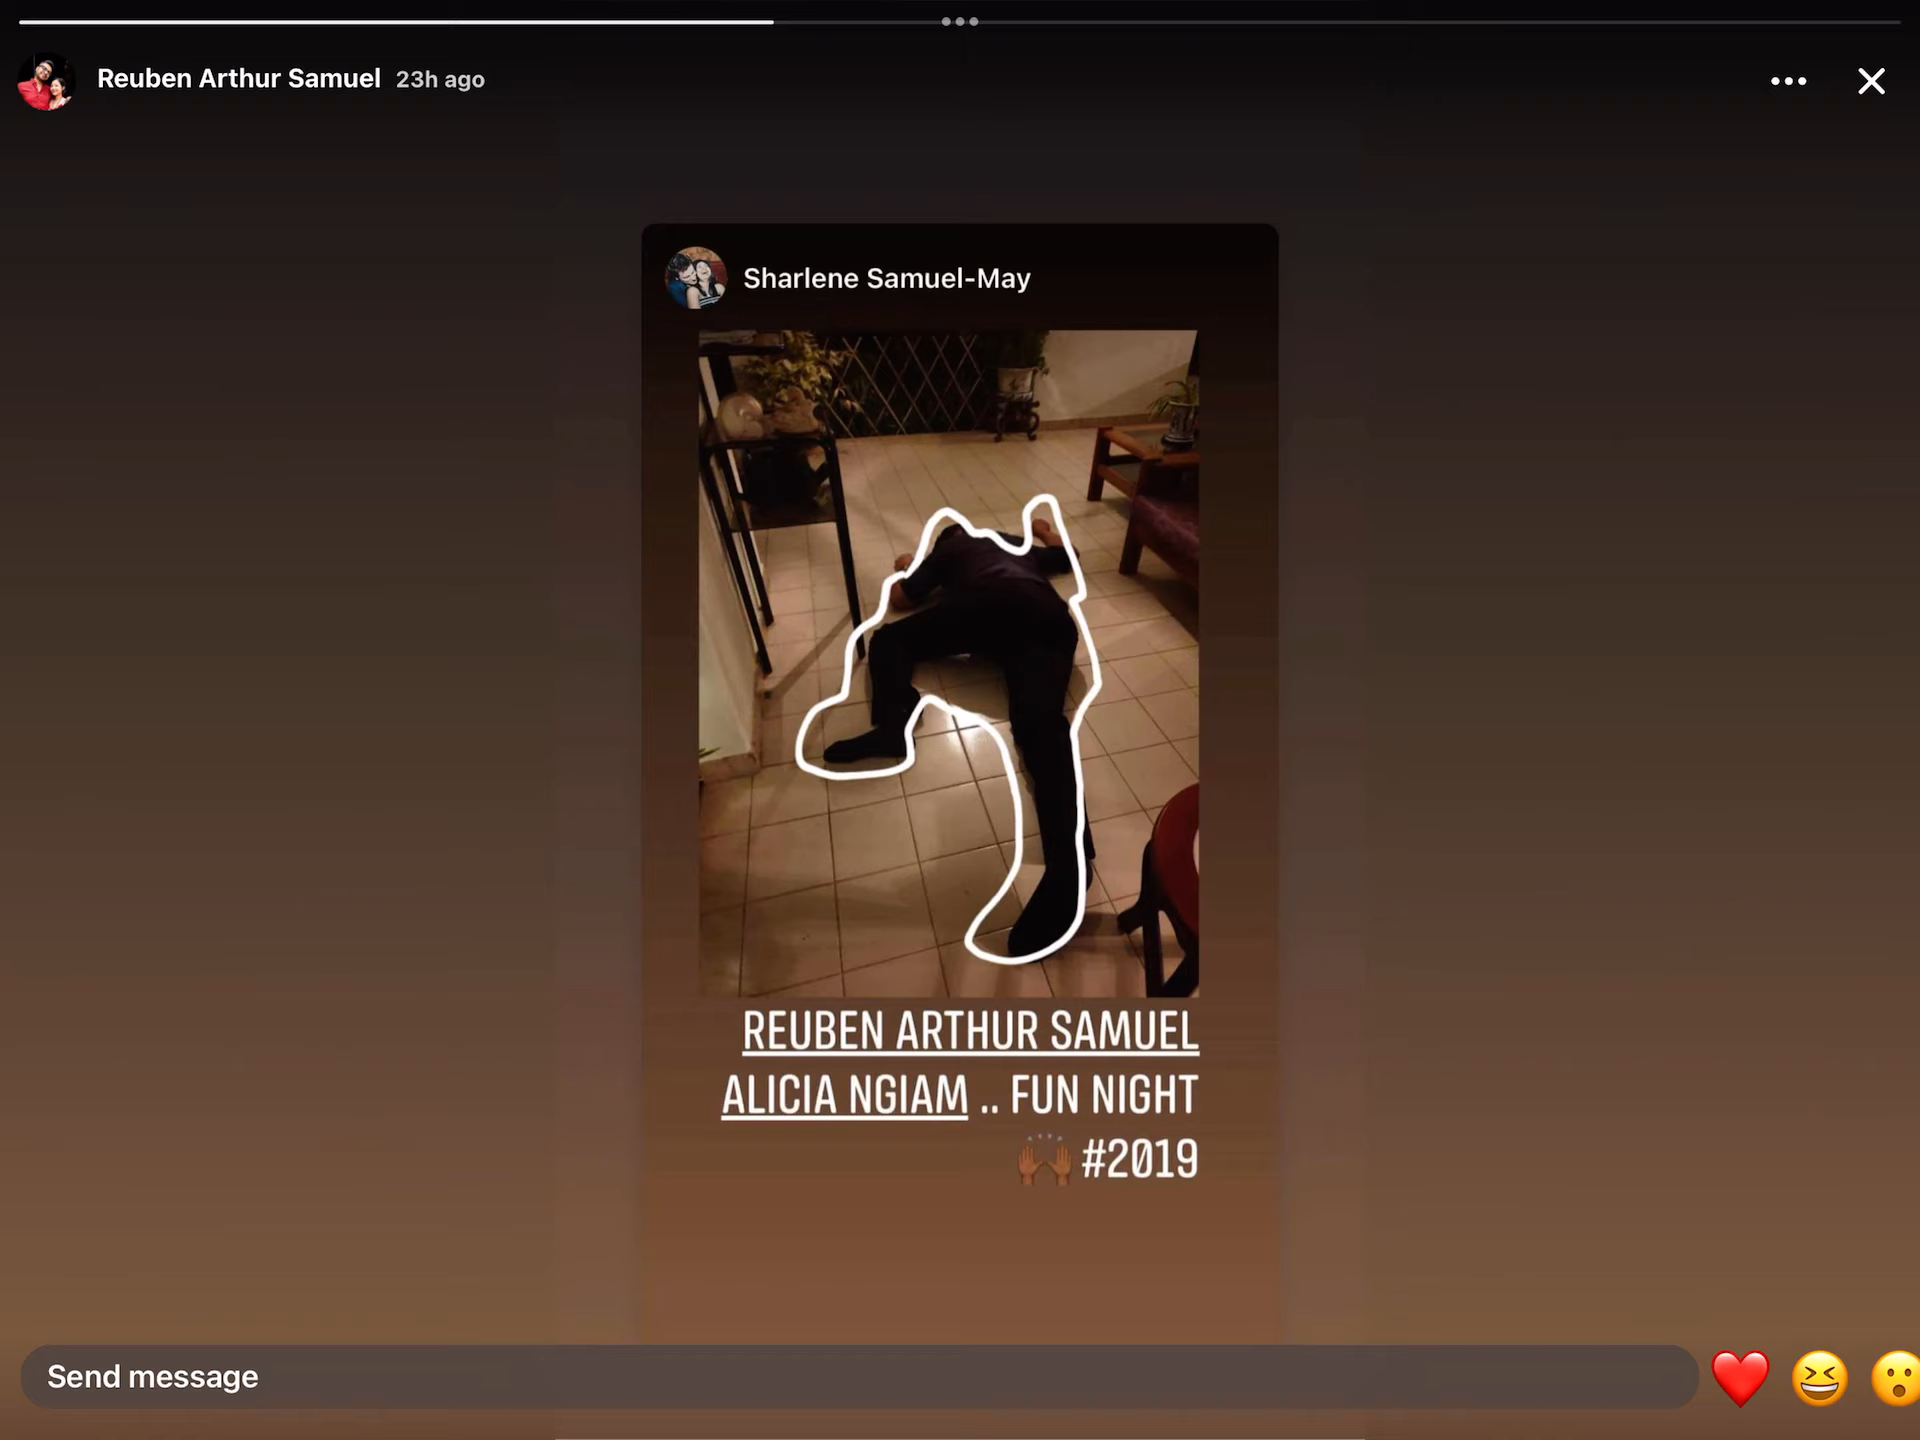 Reuben Arthur Samuel 23h ago
Sharlene Samuel-May
REUBEN ARTHUR SAMUEL
ALICIA NGIAM .. FUN NIGHT
🙌🏾 #2019
Send message